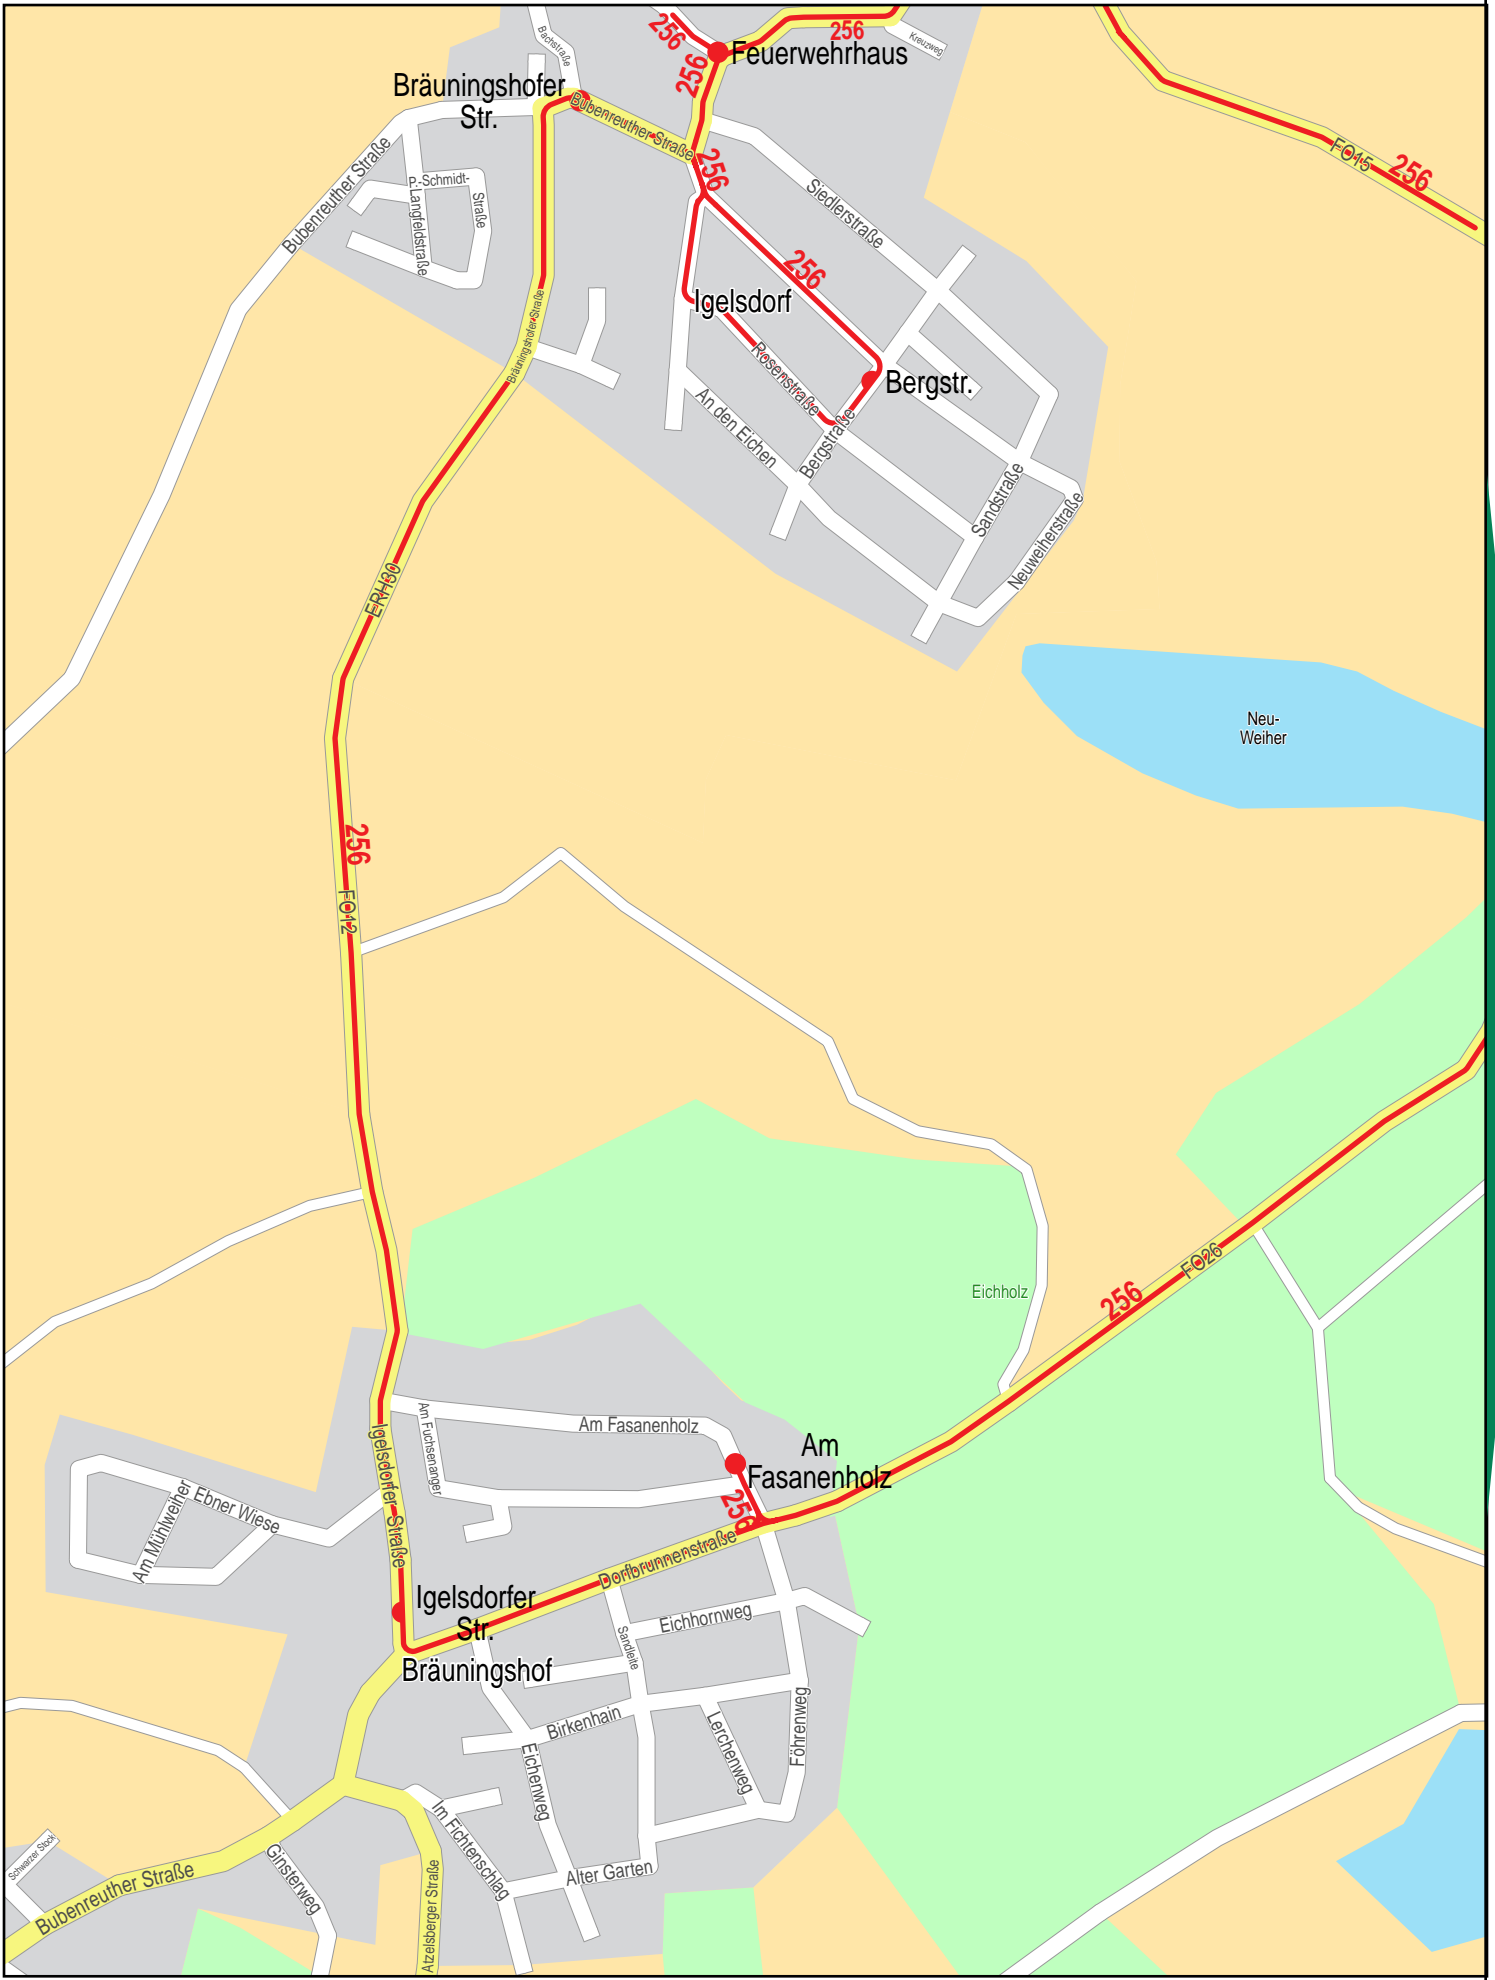 256
256
Kreuzweg
Bachstraße
Feuerwehrhaus
256
Bräuningshofer
Str.
Bubenreuther Straße
FO15
256
Bubenreuther Straße
256
P.-Schmidt-
Straße
Langfeldstraße
Siedlerstraße
256
Igelsdorf
Bräuningshofer Straße
Rosenstraße
Bergstr.
An den Eichen
Bergstraße
Sandstraße
Neuweiherstraße
ERH30
Neu-
Weiher
256
FO12
FO26
Eichholz
256
Am Fuchsenanger
Am Fasanenholz
Am
Fasanenholz
Igelsdorfer Straße
Am Mühlweiher
Ebner Wiese
256
Dorfbrunnenstraße
Igelsdorfer
Str.
Eichhornweg
Sandleite
Bräuningshof
Birkenhain
Lerchenweg
Föhrenweg
Eichenweg
Im Fichtenschlag
Schwarzer Stock
Ginsterweg
Alter Garten
Bubenreuther Straße
Atzelsberger Straße